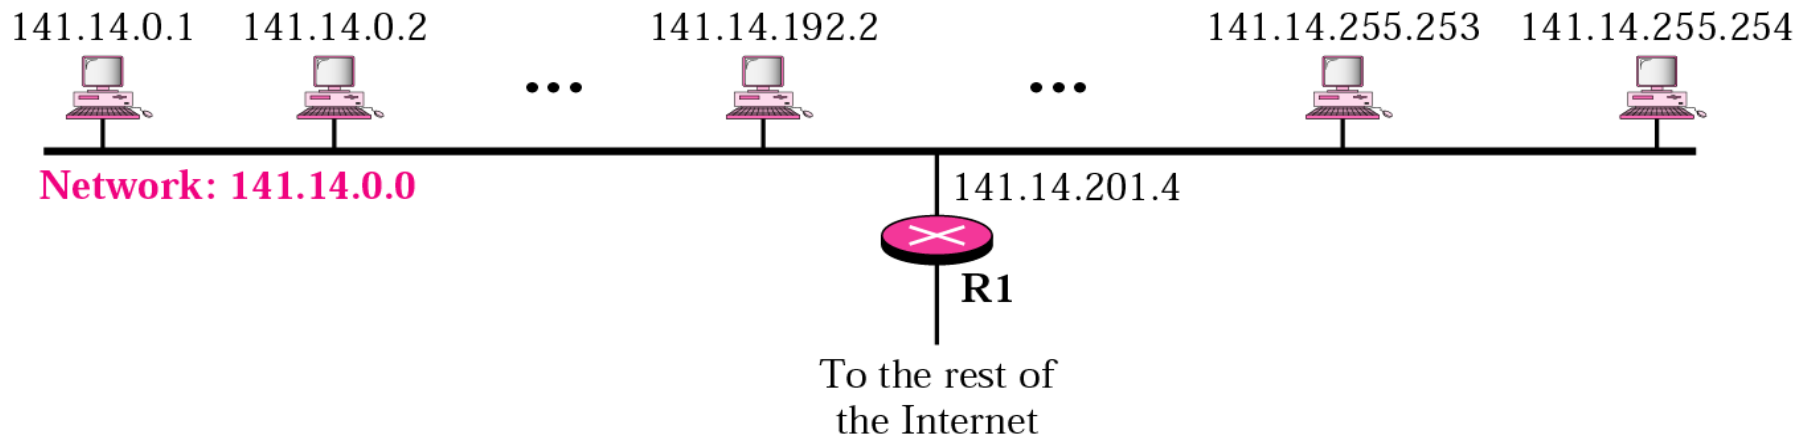 141.14.0.1
141.14.0.2
141.14.192.2
141.14.255.253
141.14.255.254
Network: 141.14.0.0
141.14.201.4
R1
To the rest of
the Internet